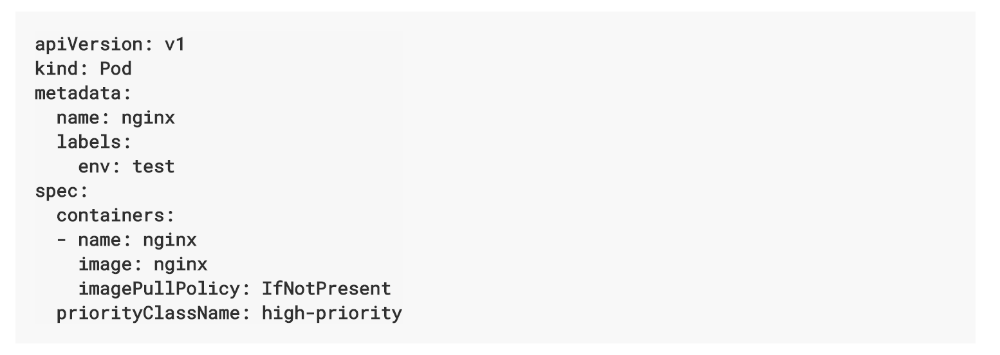 apiVersion: v1
kind: Pod
metadata:
  name: nginx
  labels:
    env: test
spec:
  containers:
  - name: nginx
    image: nginx
    imagePullPolicy: IfNotPresent
  priorityClassName: high-priority